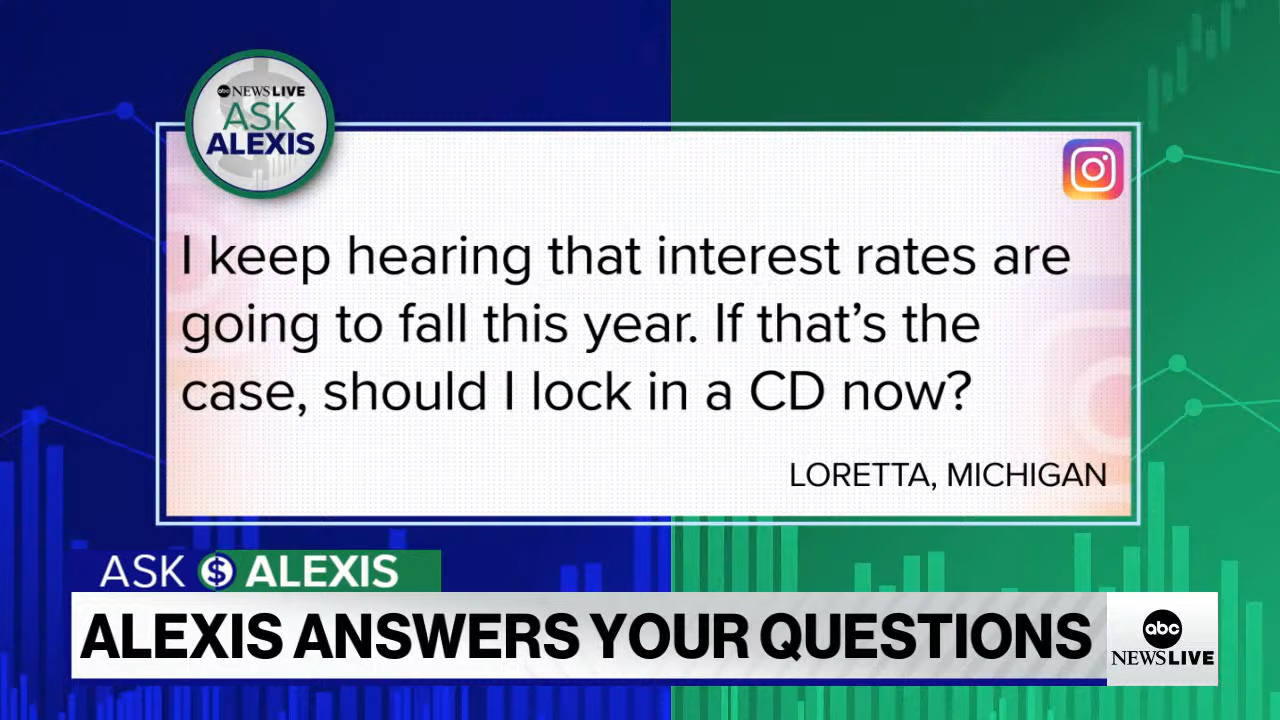 abc NEWS LIVE
ASK
ALEXIS
I keep hearing that interest rates are
going to fall this year. If that’s the
case, should I lock in a CD now?
LORETTA, MICHIGAN
ASK $ ALEXIS
ALEXIS ANSWERS YOUR QUESTIONS
abc
NEWS LIVE